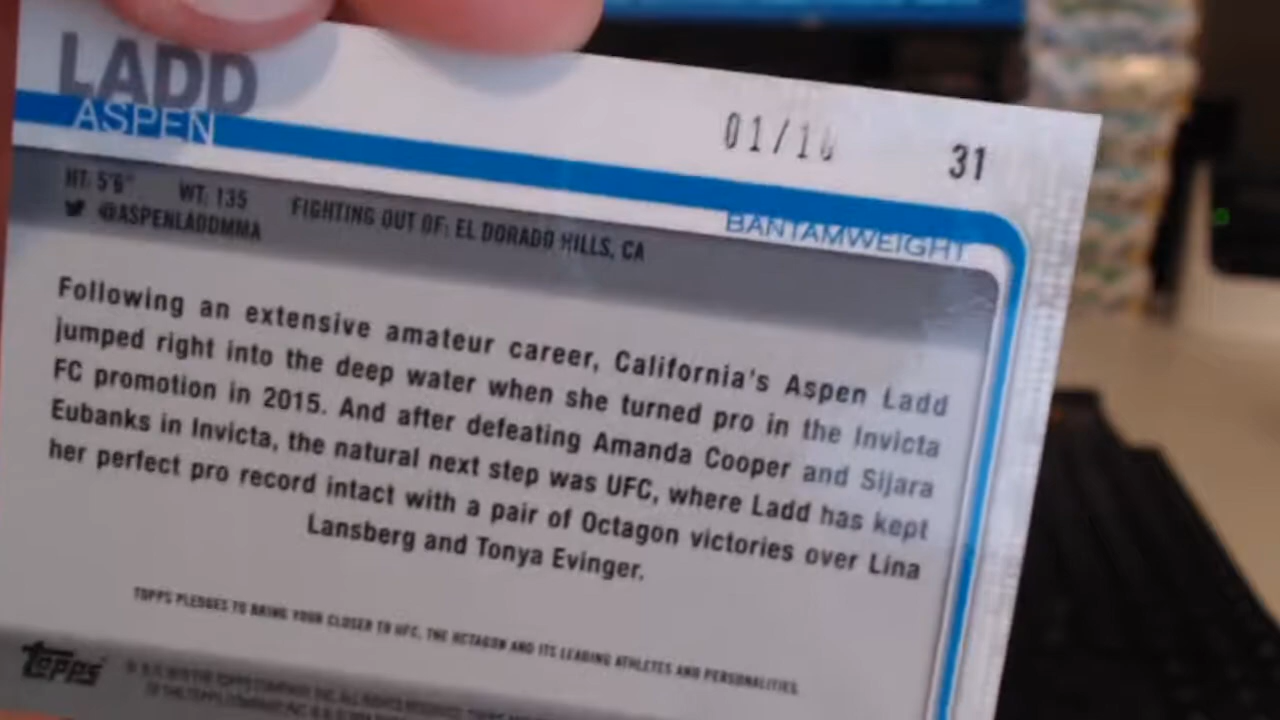 LADD
ASPEN
01/10
31
HT: 5'6" WT: 135 FIGHTING OUT OF: EL DORADO HILLS, CA
@ASPENLADDMMA
BANTAMWEIGHT
Following an extensive amateur career, California's Aspen Ladd
jumped right into the deep water when she turned pro in the Invicta
FC promotion in 2015. And after defeating Amanda Cooper and Sijara
Eubanks in Invicta, the natural next step was UFC, where Ladd has kept
her perfect pro record intact with a pair of Octagon victories over Lina
Lansberg and Tonya Evinger.
TOPPS PLEDGES TO BRING YOUR CLOSER TO UFC, THE OCTAGON AND ITS LEADING ATHLETES AND PERSONALITIES.
topps